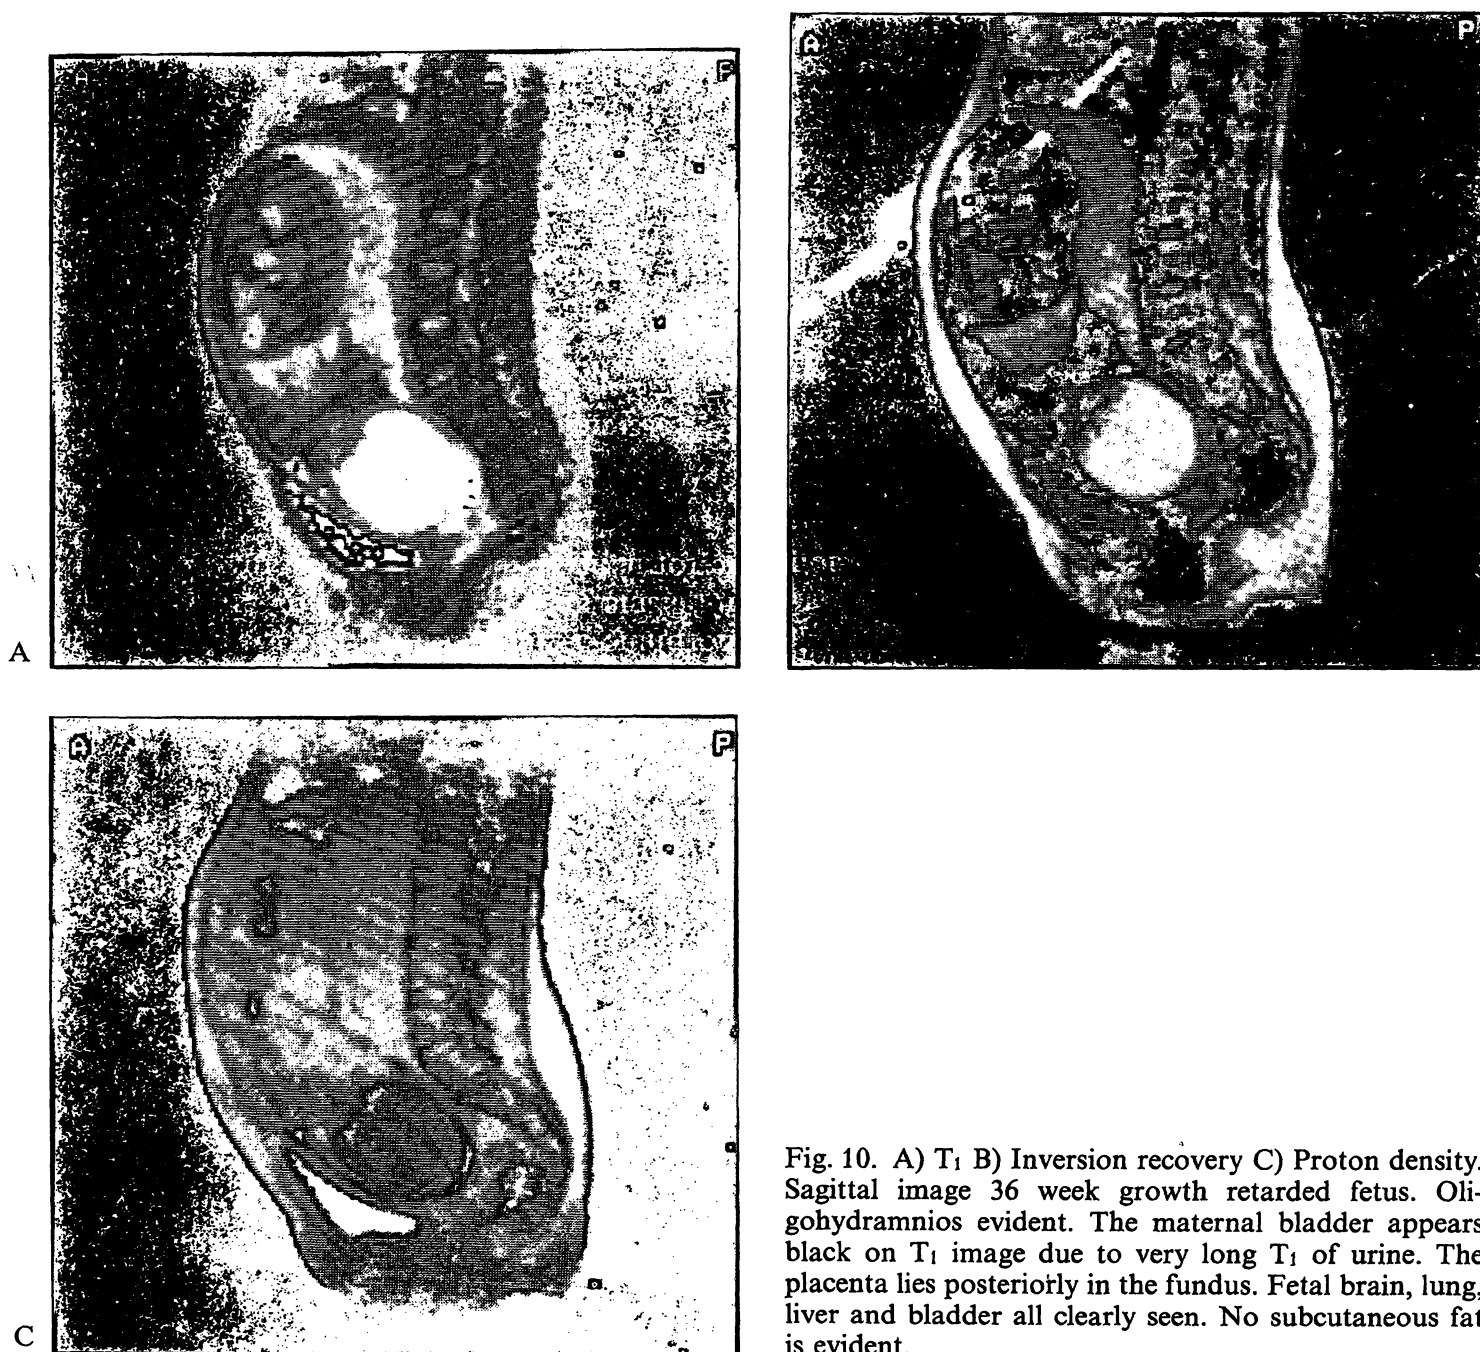 A
P
A
P
A
A
P
C
Fig. 10. A) T₁ B) Inversion recovery C) Proton density.
Sagittal image 36 week growth retarded fetus. Oli-
gohydramnios evident. The maternal bladder appears
black on T₁ image due to very long T₁ of urine. The
placenta lies posteriorly in the fundus. Fetal brain, lung,
liver and bladder all clearly seen. No subcutaneous fat
is evident.